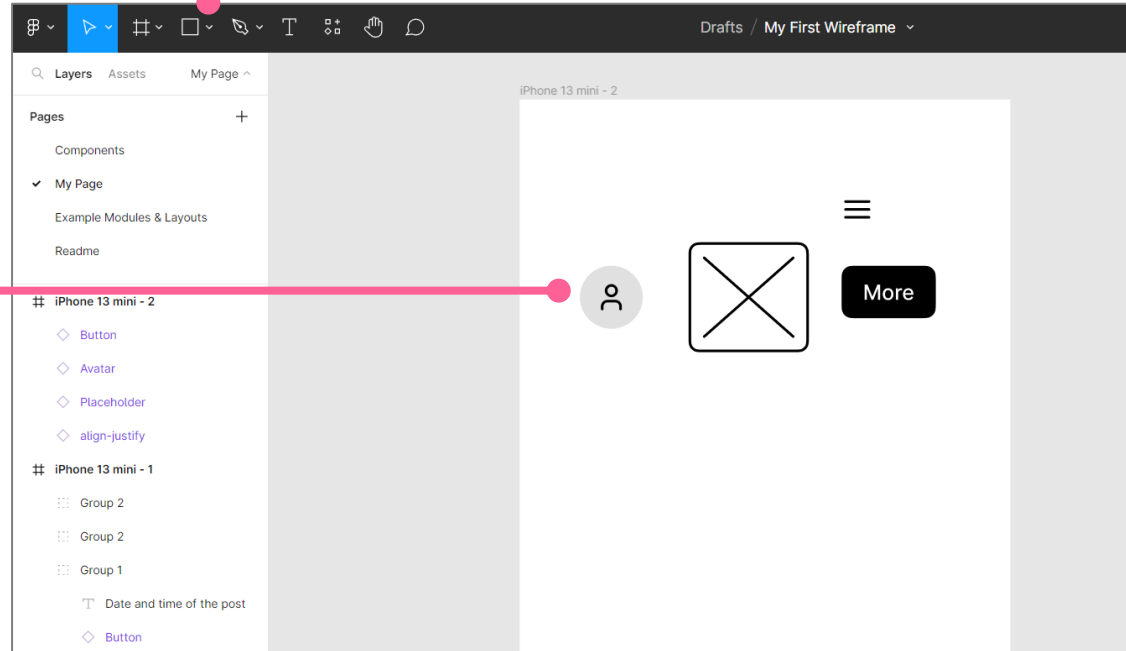 Drafts / My First Wireframe
Layers Assets My Page
Pages
Components
My Page
Example Modules & Layouts
Readme
iPhone 13 mini - 2
Button
Avatar
Placeholder
align-justify
iPhone 13 mini - 1
Group 2
Group 2
Group 1
Date and time of the post
Button
iPhone 13 mini - 2
More